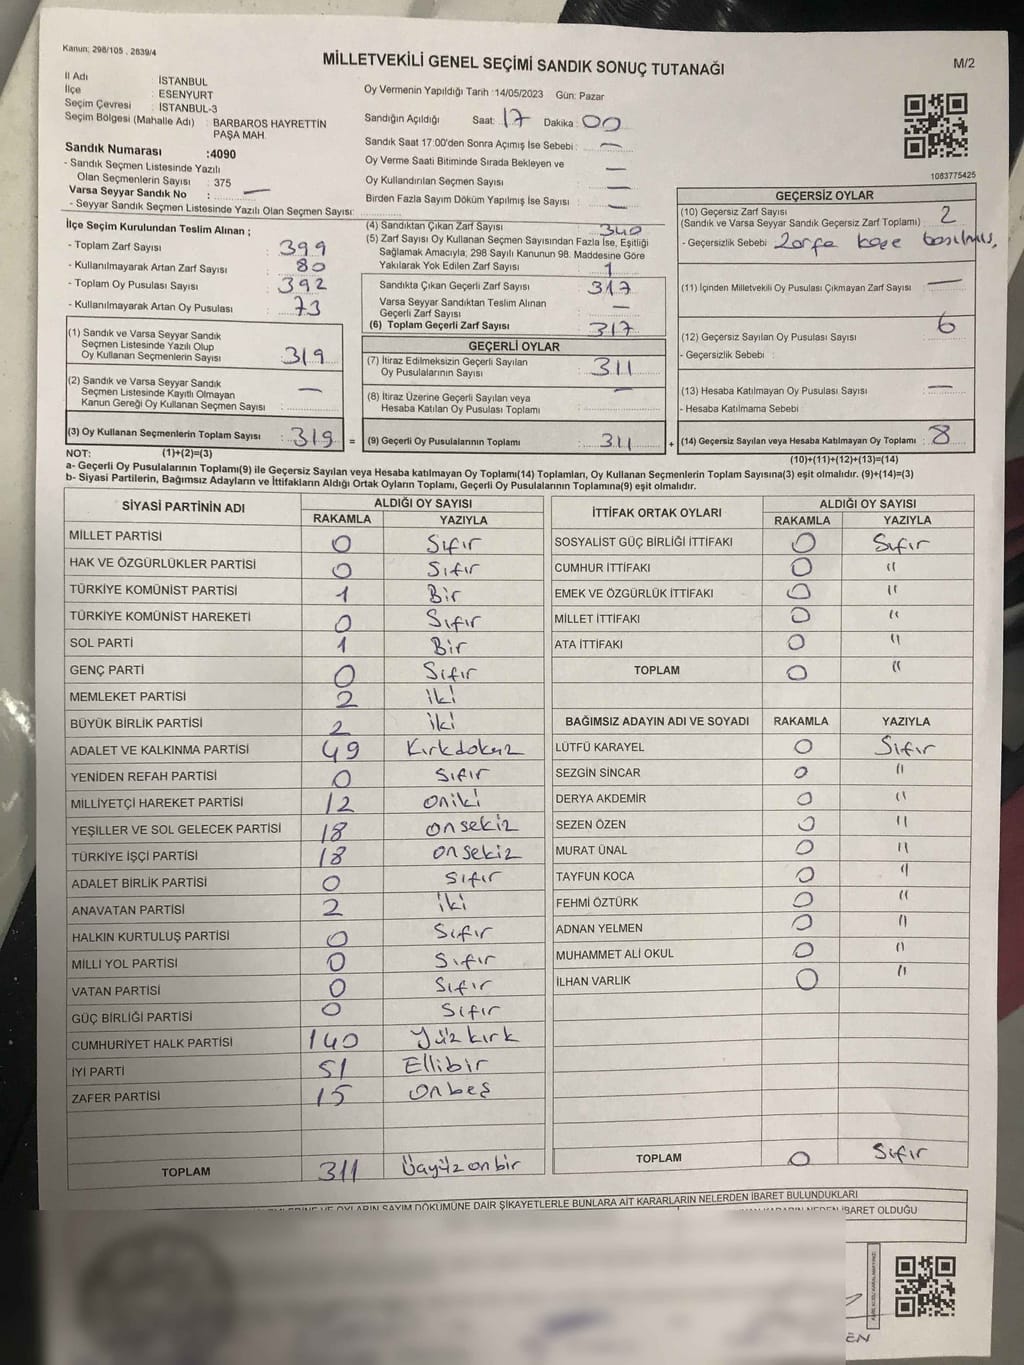 Kanun: 298/105 , 2839/4
MİLLETVEKİLİ GENEL SEÇİMİ SANDIK SONUÇ TUTANAĞI
M/2
İl Adı : İSTANBUL
İlçe : ESENYURT
Seçim Çevresi : İSTANBUL-3
Seçim Bölgesi (Mahalle Adı) : BARBAROS HAYRETTİN
PAŞA MAH.
Sandık Numarası :4090
- Sandık Seçmen Listesinde Yazılı
Olan Seçmenlerin Sayısı : 375
Varsa Seyyar Sandık No : —
- Seyyar Sandık Seçmen Listesinde Yazılı Olan Seçmen Sayısı:
Oy Vermenin Yapıldığı Tarih :14/05/2023 Gün: Pazar
Sandığın Açıldığı Saat: 17 Dakika: 00
Sandık Saat 17:00'den Sonra Açımış İse Sebebi : —
Oy Verme Saati Bitiminde Sırada Bekleyen ve —
Oy Kullandırılan Seçmen Sayısı —
Birden Fazla Sayım Döküm Yapılmış İse Sayısı : —
1083775425
İlçe Seçim Kurulundan Teslim Alınan ;
- Toplam Zarf Sayısı : 399
- Kullanılmayarak Artan Zarf Sayısı : 80
- Toplam Oy Pusulası Sayısı : 392
- Kullanılmayarak Artan Oy Pusulası : 73
(1) Sandık ve Varsa Seyyar Sandık
Seçmen Listesinde Yazılı Olup
Oy Kullanan Seçmenlerin Sayısı : 319
(2) Sandık ve Varsa Seyyar Sandık
Seçmen Listesinde Kayıtlı Olmayan
Kanun Gereği Oy Kullanan Seçmen Sayısı : —
(3) Oy Kullanan Seçmenlerin Toplam Sayısı : 319 =
(4) Sandıktan Çıkan Zarf Sayısı : 340
(5) Zarf Sayısı Oy Kullanan Seçmen Sayısından Fazla İse, Eşitliği
Sağlamak Amacıyla; 298 Sayılı Kanunun 98. Maddesine Göre
Yakılarak Yok Edilen Zarf Sayısı : 1
Sandıkta Çıkan Geçerli Zarf Sayısı : 317
Varsa Seyyar Sandıktan Teslim Alınan
Geçerli Zarf Sayısı : —
(6) Toplam Geçerli Zarf Sayısı : 317
GEÇERLİ OYLAR
(7) İtiraz Edilmeksizin Geçerli Sayılan
Oy Pusulalarının Sayısı : 311
(8) İtiraz Üzerine Geçerli Sayılan veya
Hesaba Katılan Oy Pusulası Toplamı : —
(9) Geçerli Oy Pusulalarının Toplamı : 311 +
GEÇERSİZ OYLAR
(10) Geçersiz Zarf Sayısı : 2
(Sandık ve Varsa Seyyar Sandık Geçersiz Zarf Toplamı)
- Geçersizlik Sebebi : Zarfa kaşe basılmış,
(11) İçinden Milletvekili Oy Pusulası Çıkmayan Zarf Sayısı : —
(12) Geçersiz Sayılan Oy Pusulası Sayısı : 6
- Geçersizlik Sebebi :
(13) Hesaba Katılmayan Oy Pusulası Sayısı : —
- Hesaba Katılmama Sebebi :
(14) Geçersiz Sayılan veya Hesaba Katılmayan Oy Toplamı : 8
NOT: (1)+(2)=(3)
(10)+(11)+(12)+(13)=(14)
a- Geçerli Oy Pusulalarının Toplamı(9) ile Geçersiz Sayılan veya Hesaba katılmayan Oy Toplamı(14) Toplamları, Oy Kullanan Seçmenlerin Toplam Sayısına(3) eşit olmalıdır. (9)+(14)=(3)
b- Siyasi Partilerin, Bağımsız Adayların ve İttifakların Aldığı Ortak Oyların Toplamı, Geçerli Oy Pusulalarının Toplamına(9) eşit olmalıdır.
SİYASİ PARTİNİN ADI ALDIĞI OY SAYISI
RAKAMLA YAZIYLA
MİLLET PARTİSİ 0 Sıfır
HAK VE ÖZGÜRLÜKLER PARTİSİ 0 Sıfır
TÜRKİYE KOMÜNİST PARTİSİ 1 Bir
TÜRKİYE KOMÜNİST HAREKETİ 0 Sıfır
SOL PARTİ 1 Bir
GENÇ PARTİ 0 Sıfır
MEMLEKET PARTİSİ 2 iki
BÜYÜK BİRLİK PARTİSİ 2 iki
ADALET VE KALKINMA PARTİSİ 49 Kırkdokuz
YENİDEN REFAH PARTİSİ 0 Sıfır
MİLLİYETÇİ HAREKET PARTİSİ 12 oniki
YEŞİLLER VE SOL GELECEK PARTİSİ 18 onsekiz
TÜRKİYE İŞÇİ PARTİSİ 18 onsekiz
ADALET BİRLİK PARTİSİ 0 Sıfır
ANAVATAN PARTİSİ 2 iki
HALKIN KURTULUŞ PARTİSİ 0 Sıfır
MİLLİ YOL PARTİSİ 0 Sıfır
VATAN PARTİSİ 0 Sıfır
GÜÇ BİRLİĞİ PARTİSİ 0 Sıfır
CUMHURİYET HALK PARTİSİ 140 Yüzkırk
İYİ PARTİ 51 Ellibir
ZAFER PARTİSİ 15 Onbeş
TOPLAM 311 Üçyüzonbir
İTTİFAK ORTAK OYLARI ALDIĞI OY SAYISI
RAKAMLA YAZIYLA
SOSYALİST GÜÇ BİRLİĞİ İTTİFAKI 0 Sıfır
CUMHUR İTTİFAKI 0 "
EMEK VE ÖZGÜRLÜK İTTİFAKI 0 "
MİLLET İTTİFAKI 0 "
ATA İTTİFAKI 0 "
TOPLAM 0 "
BAĞIMSIZ ADAYIN ADI VE SOYADI RAKAMLA YAZIYLA
LÜTFÜ KARAYEL 0 Sıfır
SEZGİN SİNCAR 0 "
DERYA AKDEMİR 0 "
SEZEN ÖZEN 0 "
MURAT ÜNAL 0 "
TAYFUN KOCA 0 "
FEHMİ ÖZTÜRK 0 "
ADNAN YELMEN 0 "
MUHAMMET ALİ OKUL 0 "
İLHAN VARLIK 0 "
TOPLAM 0 Sıfır
OYLARIN SAYIM DÖKÜMÜNE DAİR ŞİKAYETLERLE BUNLARA AİT KARARLARIN NELERDEN İBARET BULUNDUKLARI
İBARET OLDUĞU